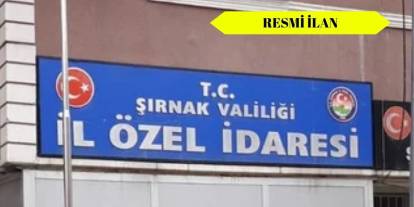 RESMİ İLAN
T.C.
ŞIRNAK VALİLİĞİ
İL ÖZEL İDARESİ